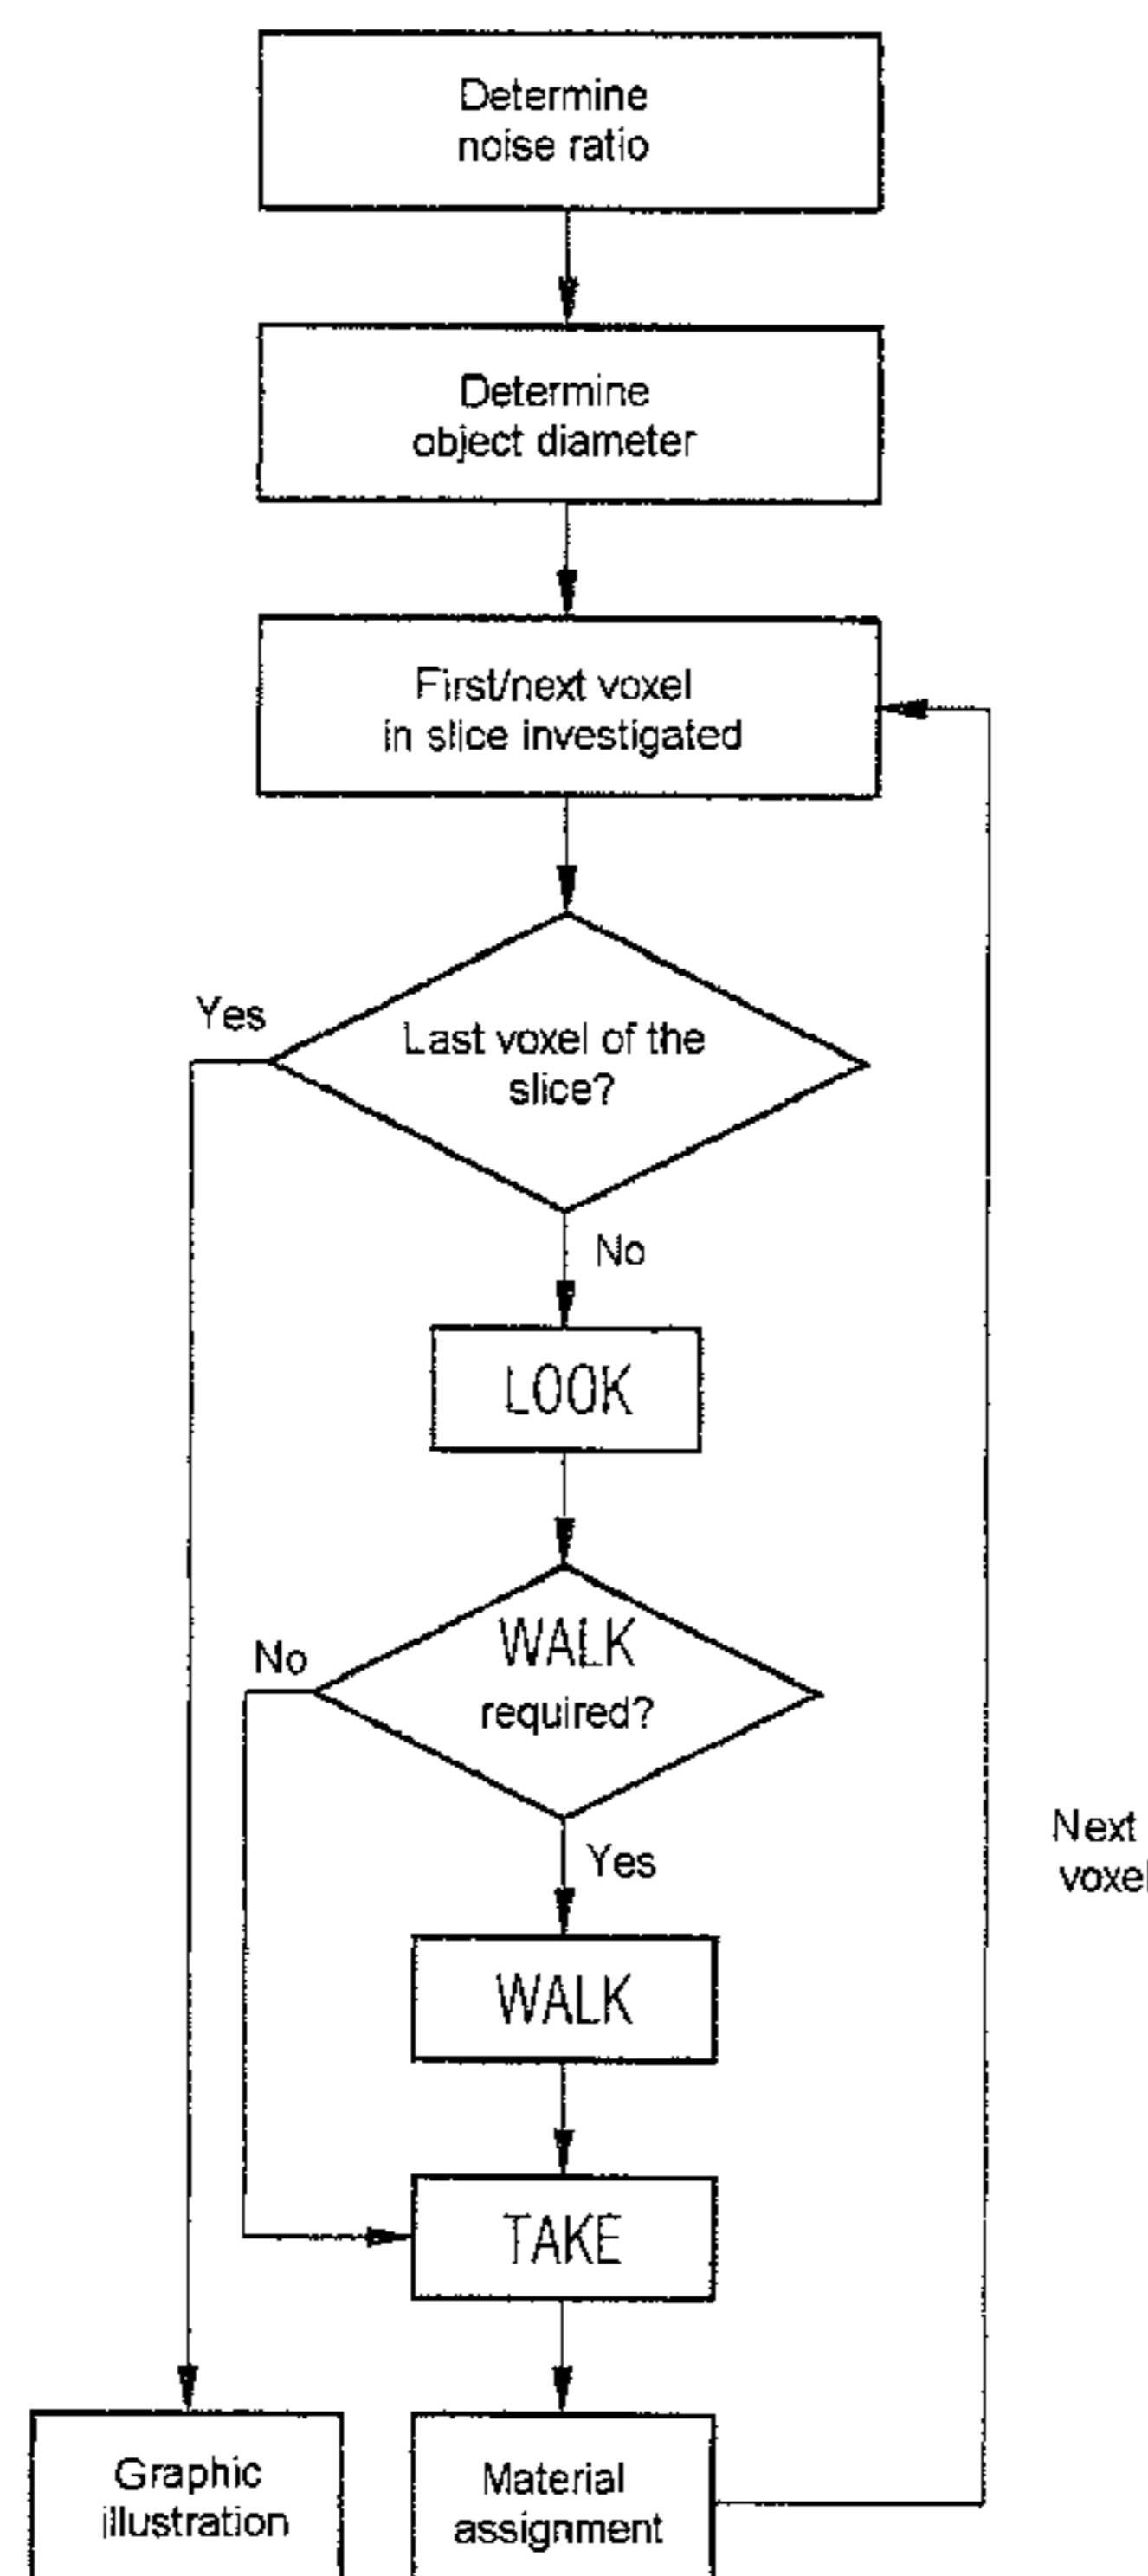 Determine
noise ratio
Determine
object diameter
First/next voxel
in slice investigated
Yes
Last voxel of the
slice?
No
LOOK
No
WALK
required?
Yes
Next
voxel
WALK
TAKE
Graphic
illustration
Material
assignment